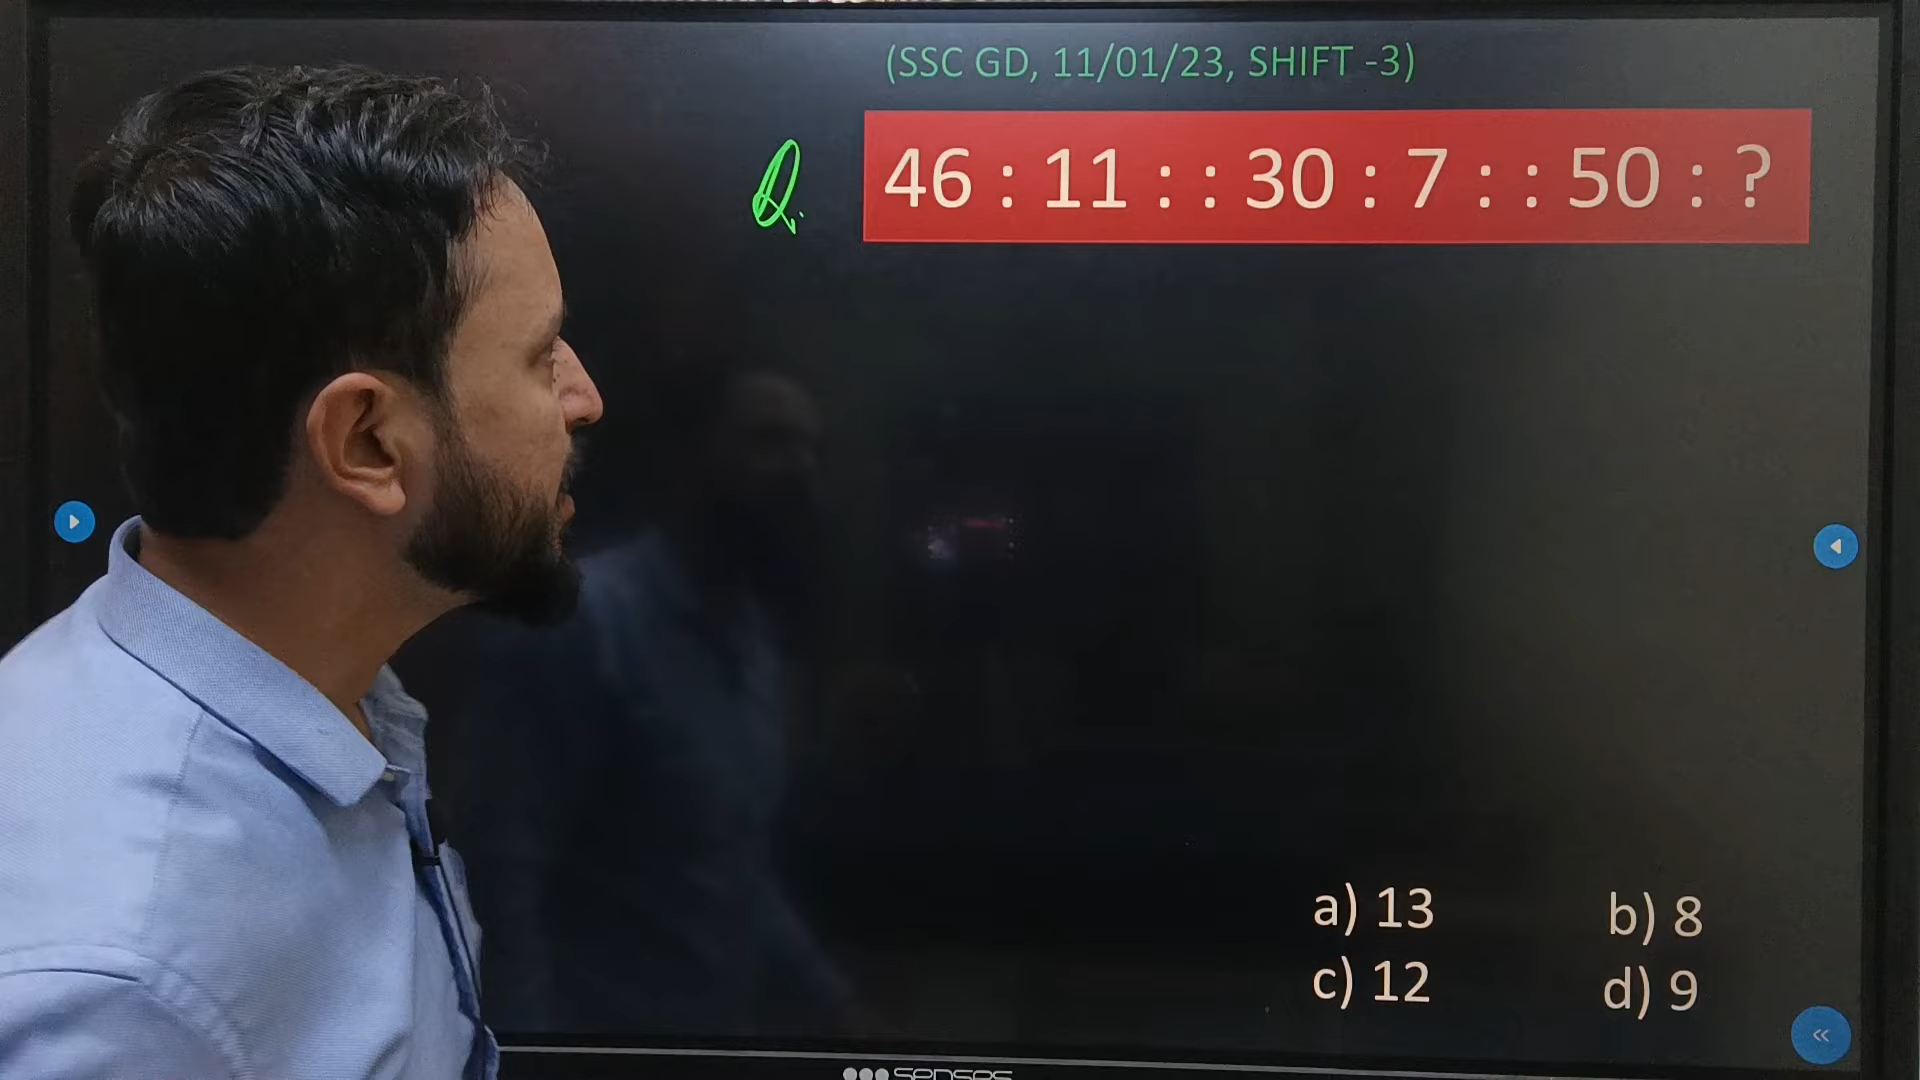 (SSC GD, 11/01/23, SHIFT -3)
Q. 46 : 11 : : 30 : 7 : : 50 : ?
a) 13 b) 8
c) 12 d) 9